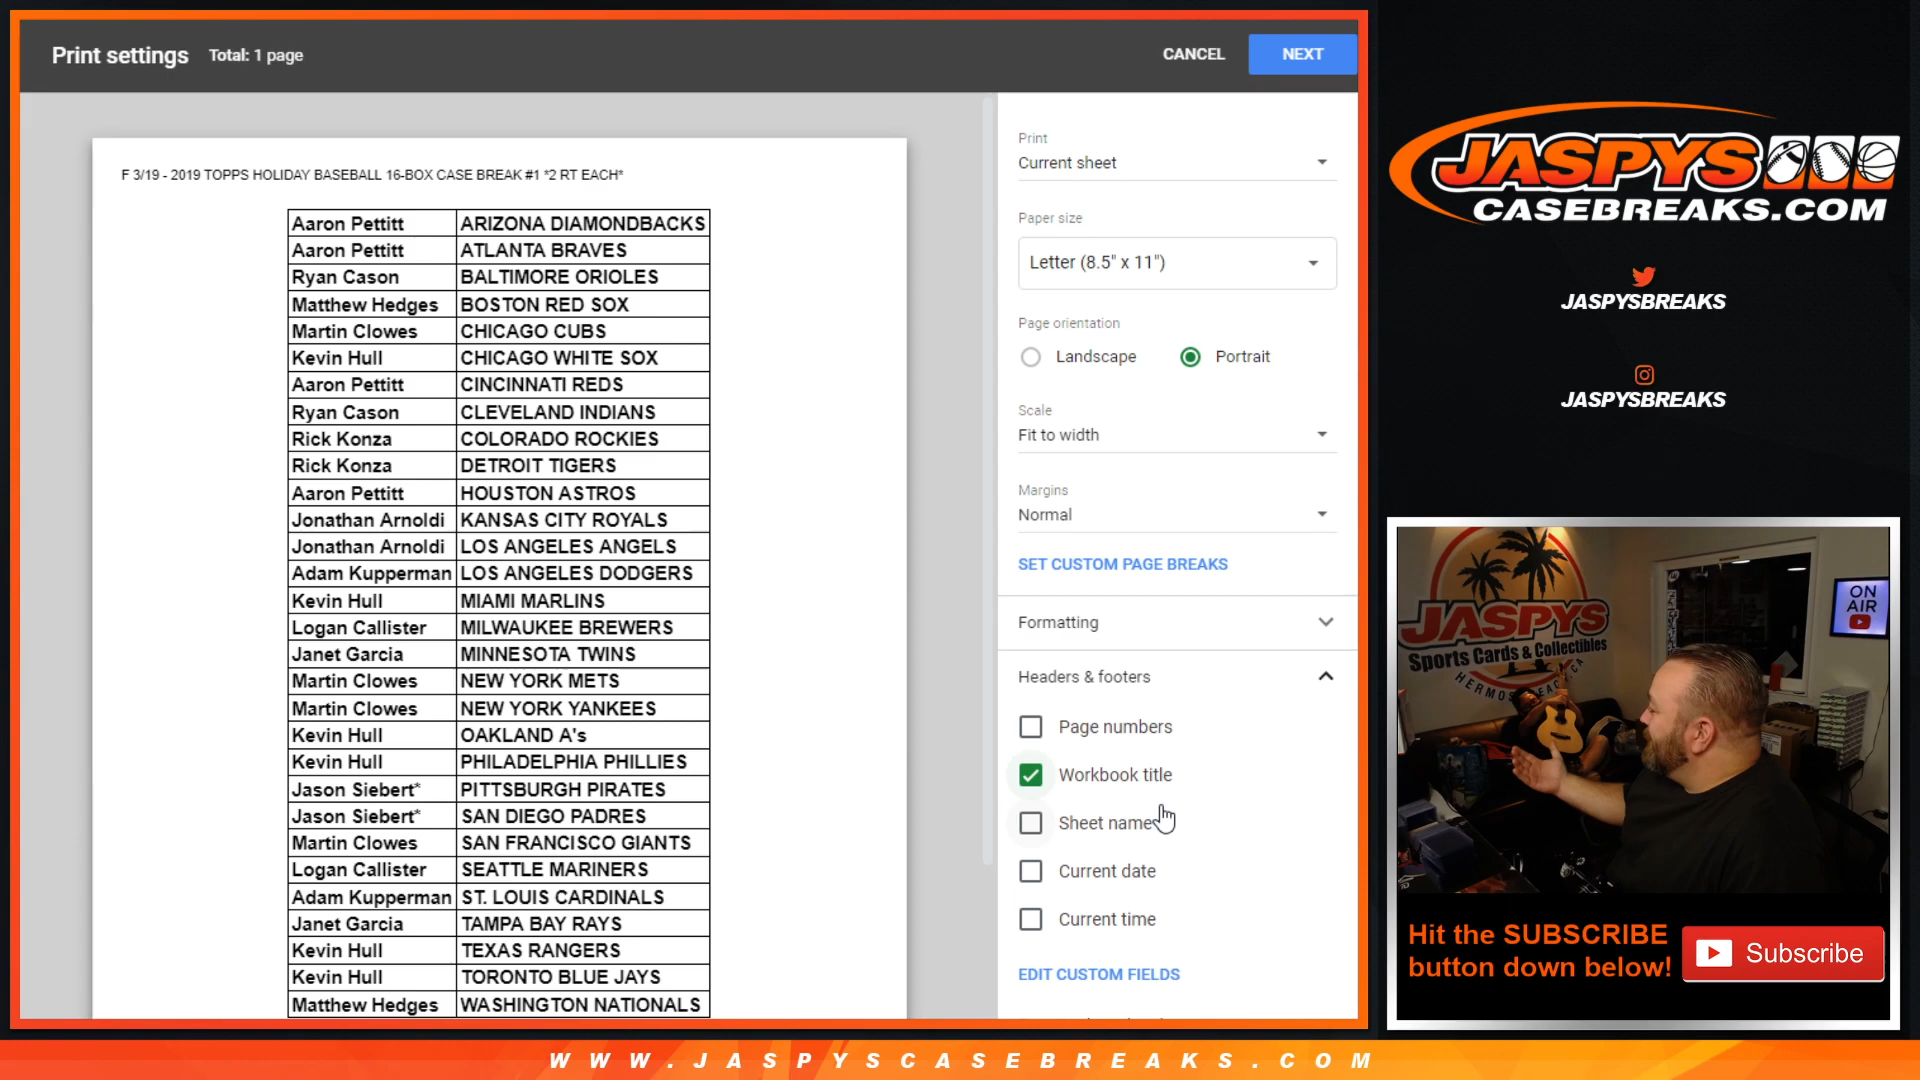 Print settings Total: 1 page
CANCEL NEXT
F 3/19 - 2019 TOPPS HOLIDAY BASEBALL 16-BOX CASE BREAK #1 *2 RT EACH*
Aaron Pettitt ARIZONA DIAMONDBACKS
Aaron Pettitt ATLANTA BRAVES
Ryan Cason BALTIMORE ORIOLES
Matthew Hedges BOSTON RED SOX
Martin Clowes CHICAGO CUBS
Kevin Hull CHICAGO WHITE SOX
Aaron Pettitt CINCINNATI REDS
Ryan Cason CLEVELAND INDIANS
Rick Konza COLORADO ROCKIES
Rick Konza DETROIT TIGERS
Aaron Pettitt HOUSTON ASTROS
Jonathan Arnoldi KANSAS CITY ROYALS
Jonathan Arnoldi LOS ANGELES ANGELS
Adam Kupperman LOS ANGELES DODGERS
Kevin Hull MIAMI MARLINS
Logan Callister MILWAUKEE BREWERS
Janet Garcia MINNESOTA TWINS
Martin Clowes NEW YORK METS
Martin Clowes NEW YORK YANKEES
Kevin Hull OAKLAND A's
Kevin Hull PHILADELPHIA PHILLIES
Jason Siebert* PITTSBURGH PIRATES
Jason Siebert* SAN DIEGO PADRES
Martin Clowes SAN FRANCISCO GIANTS
Logan Callister SEATTLE MARINERS
Adam Kupperman ST. LOUIS CARDINALS
Janet Garcia TAMPA BAY RAYS
Kevin Hull TEXAS RANGERS
Kevin Hull TORONTO BLUE JAYS
Matthew Hedges WASHINGTON NATIONALS
Print
Current sheet
Paper size
Letter (8.5" x 11")
Page orientation
Landscape Portrait
Scale
Fit to width
Margins
Normal
SET CUSTOM PAGE BREAKS
Formatting
Headers & footers
Page numbers
Workbook title
Sheet name
Current date
Current time
EDIT CUSTOM FIELDS
JASPYS
CASEBREAKS.COM
JASPYSBREAKS
JASPYSBREAKS
JASPYS
Sports Cards & Collectibles
ON
AIR
Hit the SUBSCRIBE
button down below!
Subscribe
WWW.JASPYSCASEBREAKS.COM